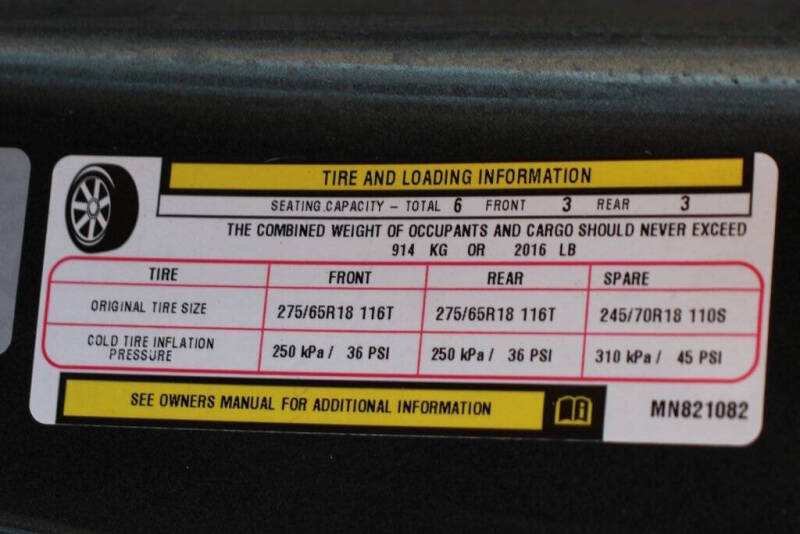 TIRE AND LOADING INFORMATION
SEATING CAPACITY - TOTAL 6 FRONT 3 REAR 3
THE COMBINED WEIGHT OF OCCUPANTS AND CARGO SHOULD NEVER EXCEED
914 KG OR 2016 LB
TIRE FRONT REAR SPARE
ORIGINAL TIRE SIZE 275/65R18 116T 275/65R18 116T 245/70R18 110S
COLD TIRE INFLATION
PRESSURE 250 kPa / 36 PSI 250 kPa / 36 PSI 310 kPa / 45 PSI
SEE OWNERS MANUAL FOR ADDITIONAL INFORMATION
MN821082